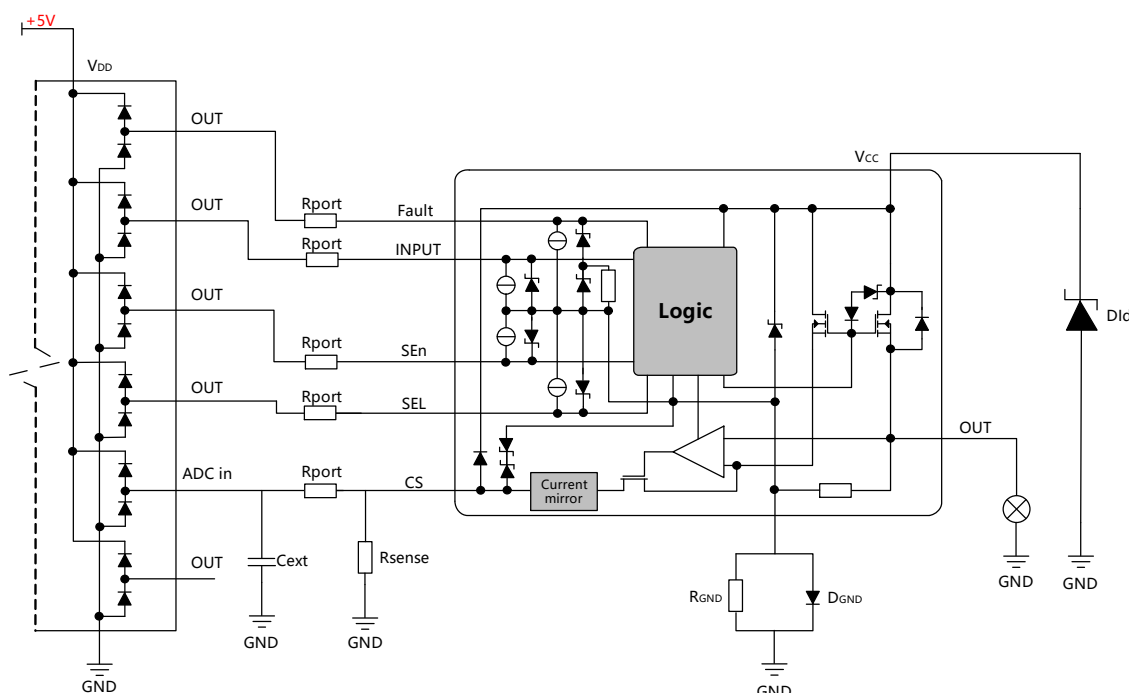 +5V
VDD
OUT
VCC
OUT
Rport
Fault
Rport
INPUT
OUT
Logic
DId
Rport
SEn
OUT
Rport
SEL
OUT
ADC in
Rport
CS
Current
mirror
OUT
Cext
Rsense
RGND
DGND
GND
GND
GND
GND
GND
GND